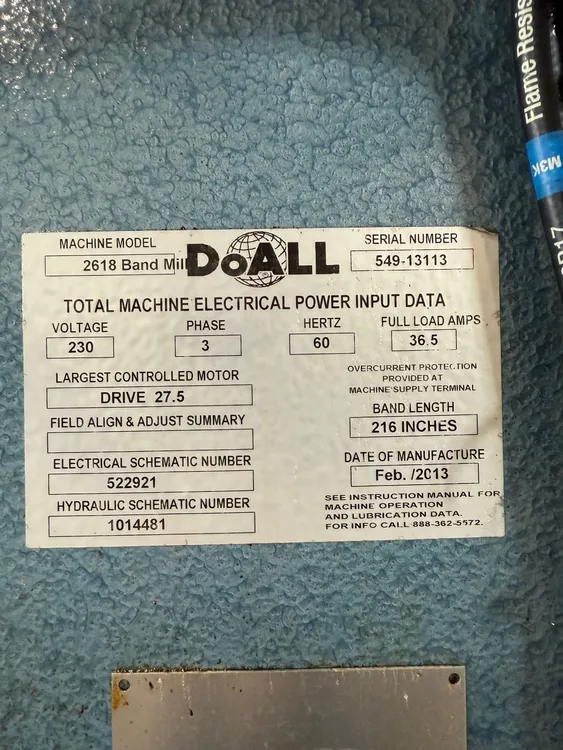 Flame Resis
M3K
MACHINE MODEL
2618 Band Mill
DOALL
SERIAL NUMBER
549-13113
TOTAL MACHINE ELECTRICAL POWER INPUT DATA
VOLTAGE PHASE HERTZ FULL LOAD AMPS
230 3 60 36.5
LARGEST CONTROLLED MOTOR
DRIVE 27.5
FIELD ALIGN & ADJUST SUMMARY
ELECTRICAL SCHEMATIC NUMBER
522921
HYDRAULIC SCHEMATIC NUMBER
1014481
OVERCURRENT PROTECTION
PROVIDED AT
MACHINE SUPPLY TERMINAL
BAND LENGTH
216 INCHES
DATE OF MANUFACTURE
Feb. /2013
SEE INSTRUCTION MANUAL FOR
MACHINE OPERATION
AND LUBRICATION DATA.
FOR INFO CALL 888-362-5572.